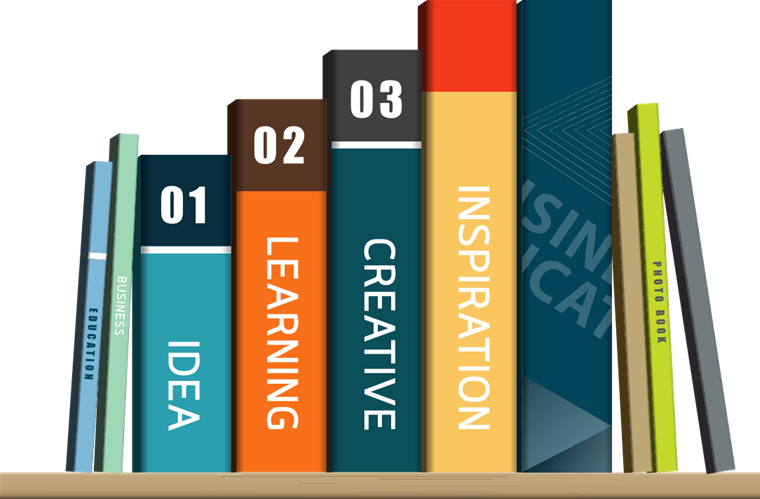 EDUCATION
BUSINESS
01
IDEA
02
LEARNING
03
CREATIVE
INSPIRATION
PHOTO BOOK